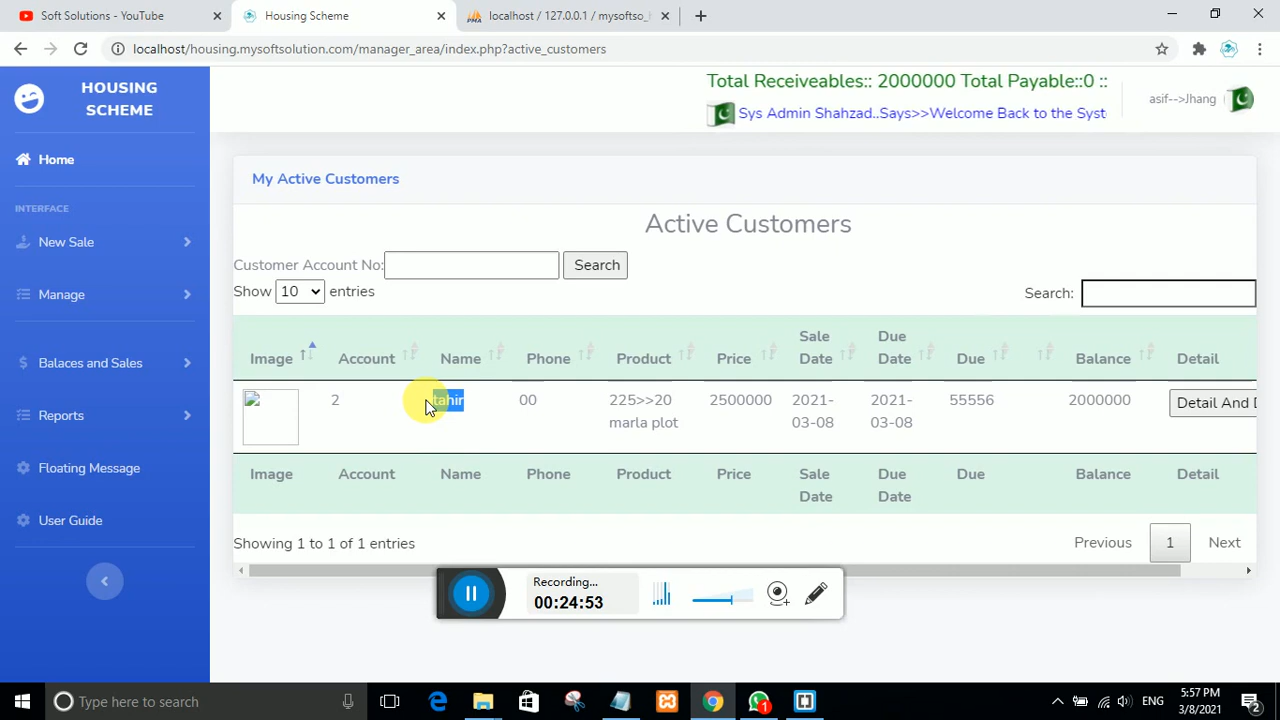 Soft Solutions - YouTube
Housing Scheme
localhost / 127.0.0.1 / mysoftso_
localhost/housing.mysoftsolution.com/manager_area/index.php?active_customers
HOUSING
SCHEME
Home
INTERFACE
New Sale
Manage
Balaces and Sales
Reports
Floating Message
User Guide
Total Receiveables:: 2000000 Total Payable::0 ::
Sys Admin Shahzad..Says>>Welcome Back to the Syst
asif-->Jhang
My Active Customers
Active Customers
Customer Account No: Search
Show 10 entries
Search:
Image Account Name Phone Product Price Sale Date Due Date Due Balance Detail
2 tahir 00 225>>20 marla plot 2500000 2021-03-08 2021-03-08 55556 2000000 Detail And D
Image Account Name Phone Product Price Sale Date Due Date Due Balance Detail
Showing 1 to 1 of 1 entries
Previous 1 Next
Recording...
00:24:53
Type here to search
ENG
5:57 PM
3/8/2021
1
2